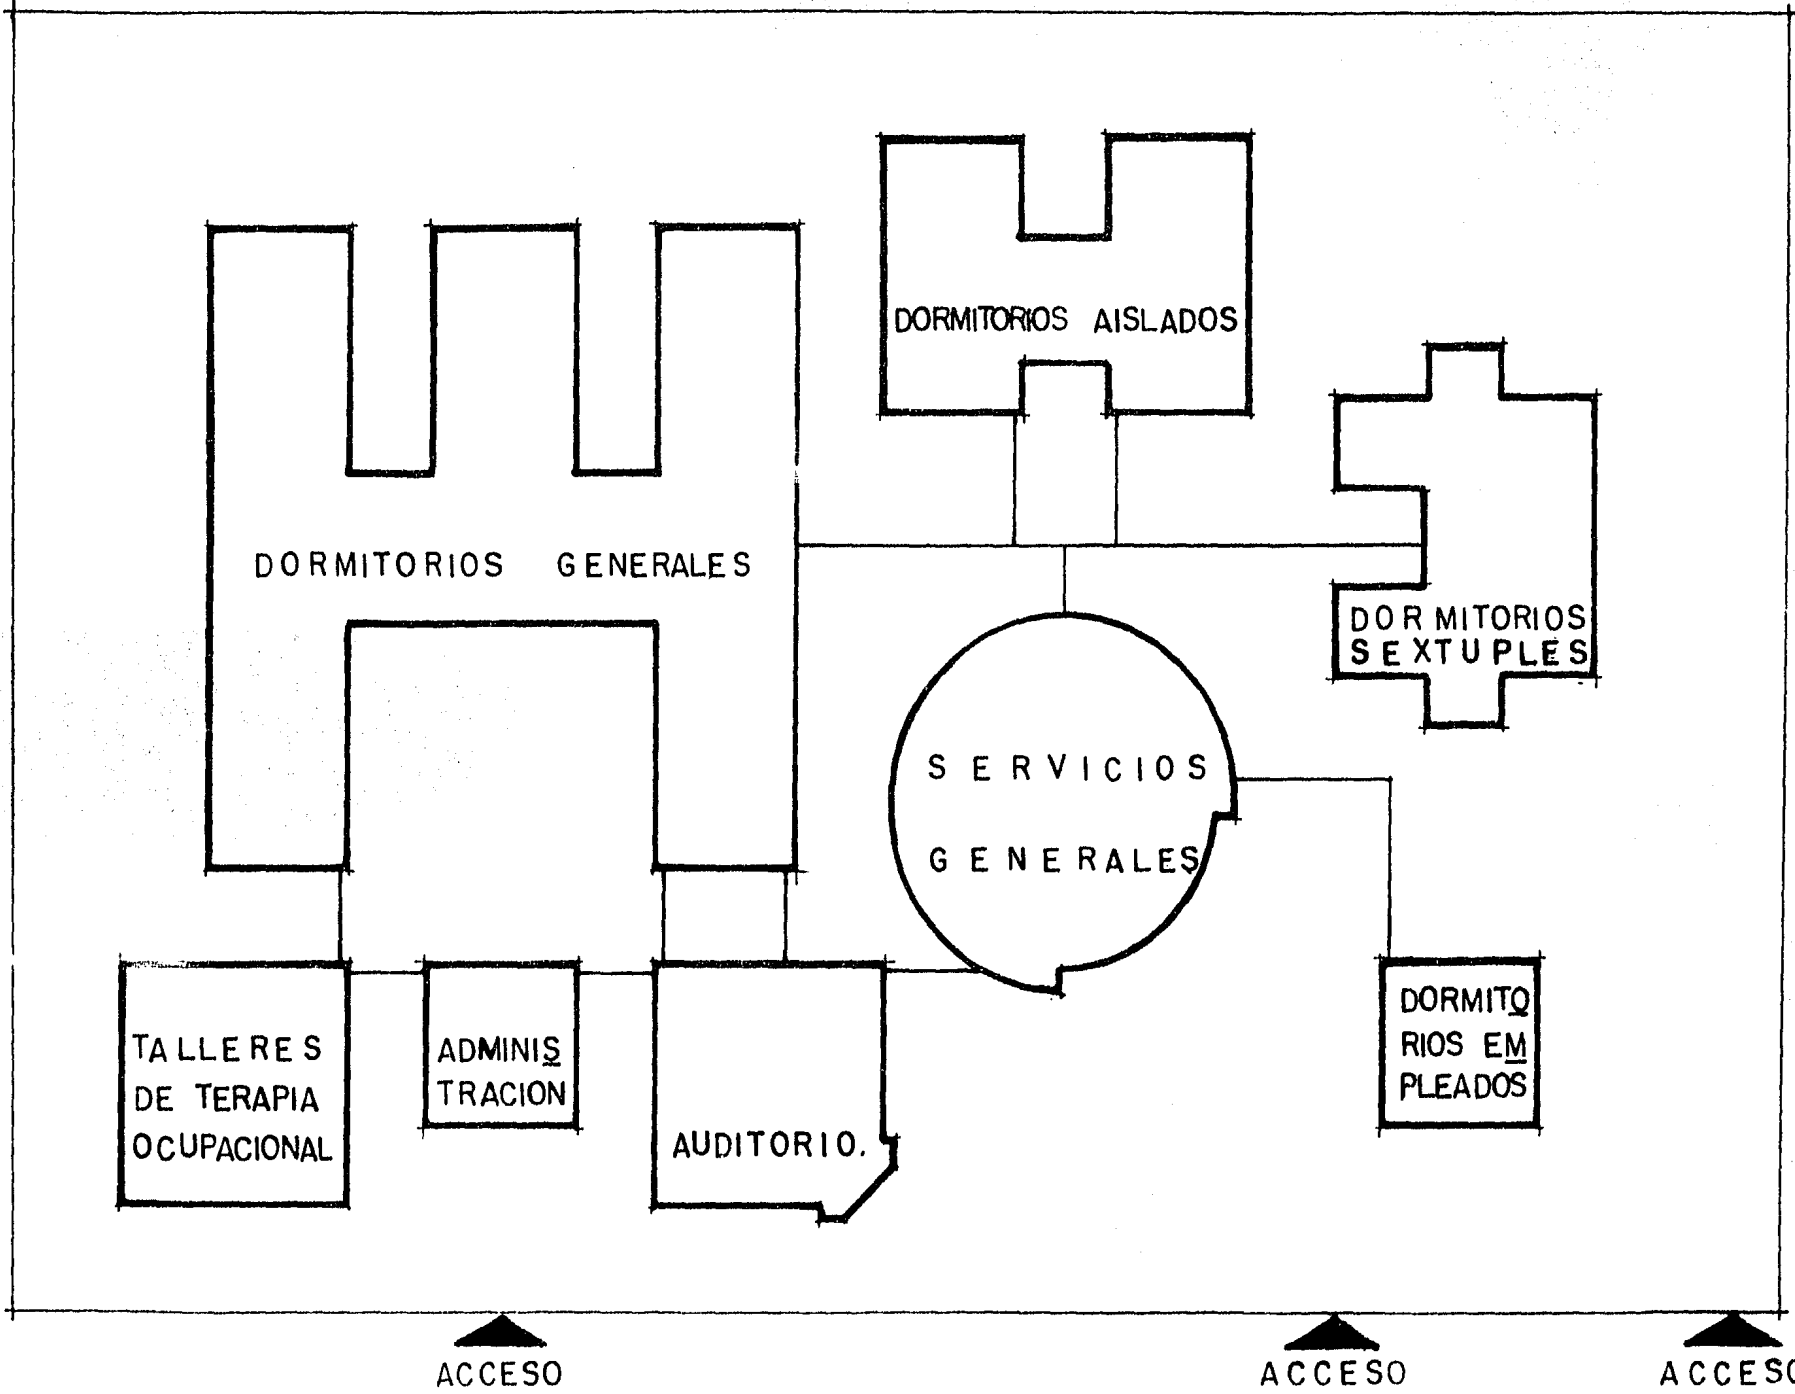 DORMITORIOS AISLADOS
DORMITORIOS GENERALES
DORMITORIOS
SEXTUPLES
SERVICIOS
GENERALES
TALLERES
DE TERAPIA
OCUPACIONAL
ADMINIS
TRACION
AUDITORIO.
DORMITO
RIOS EM
PLEADOS
ACCESO
ACCESO
ACCESO